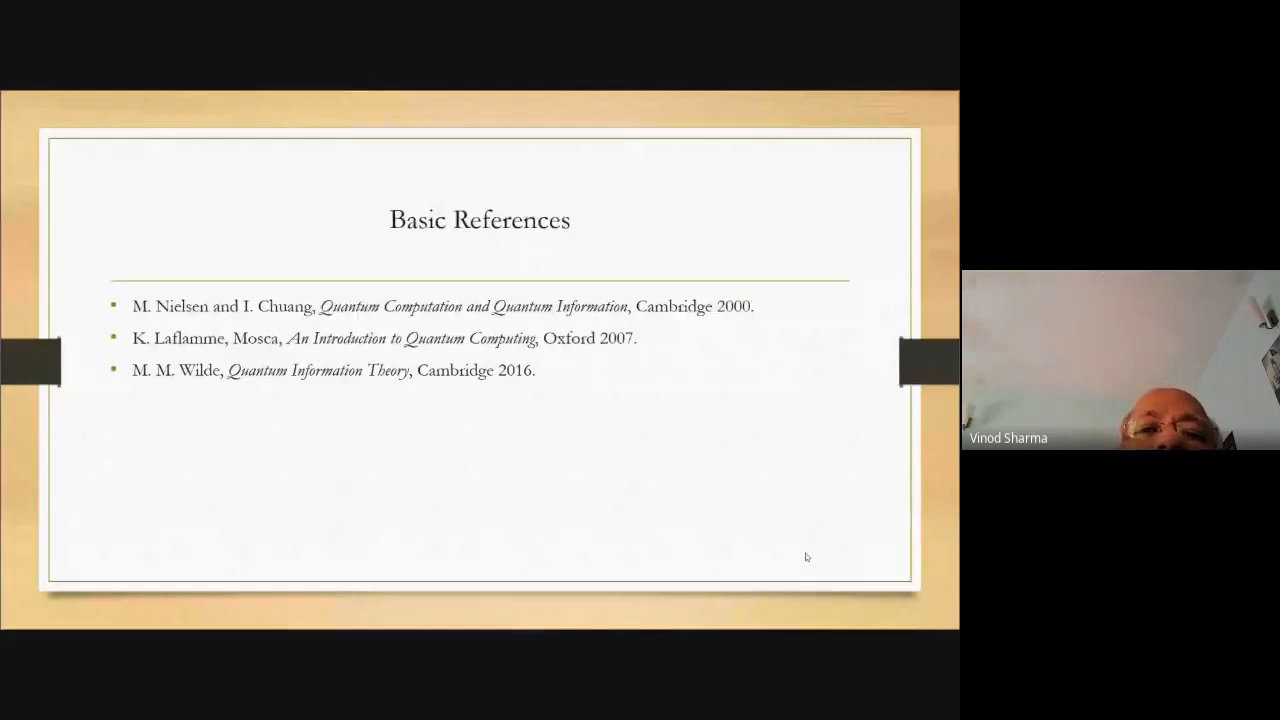 Basic References
• M. Nielsen and I. Chuang, Quantum Computation and Quantum Information, Cambridge 2000.
• K. Laflamme, Mosca, An Introduction to Quantum Computing, Oxford 2007.
• M. M. Wilde, Quantum Information Theory, Cambridge 2016.
Vinod Sharma